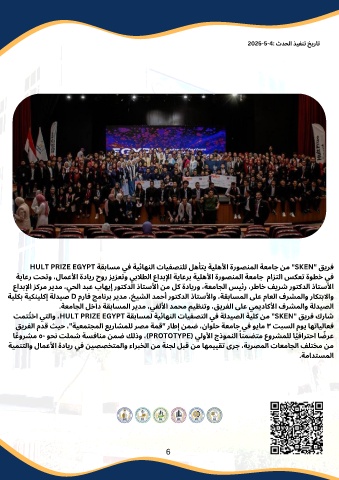 تاريخ تنفيذ الحدث :4-5-2025
EGYPT
فريق "SKEN" من جامعة المنصورة الأهلية يتأهل للتصفيات النهائية في مسابقة HULT PRIZE EGYPT
في خطوة تعكس التزام جامعة المنصورة الأهلية برعاية الإبداع الطلابي وتعزيز روح ريادة الأعمال، وتحت رعاية
الأستاذ الدكتور شريف خاطر، رئيس الجامعة، وريادة كل من الأستاذ الدكتور إيهاب عبد الحي، مدير مركز الإبداع
والابتكار والمشرف العام على المسابقة، والأستاذ الدكتور أحمد الشيخ، مدير برنامج فارم D صيدلة إكلينيكية بكلية
الصيدلة والمشرف الأكاديمي على الفريق، وتنظيم محمد الألفي، مدير المسابقة داخل الجامعة.
شارك فريق "SKEN" من كلية الصيدلة في التصفيات النهائية لمسابقة HULT PRIZE EGYPT، والتي اختُتمت
فعالياتها يوم السبت ٣ مايو في جامعة حلوان، ضمن إطار "قمة مصر للمشاريع المجتمعية"، حيث قدم الفريق
عرضًا احترافيًا للمشروع متضمنًا النموذج الأولي (PROTOTYPE)، وذلك ضمن منافسة شملت نحو ٥٠ مشروعًا
من مختلف الجامعات المصرية، جرى تقييمها من قبل لجنة من الخبراء والمتخصصين في ريادة الأعمال والتنمية
المستدامة.
6